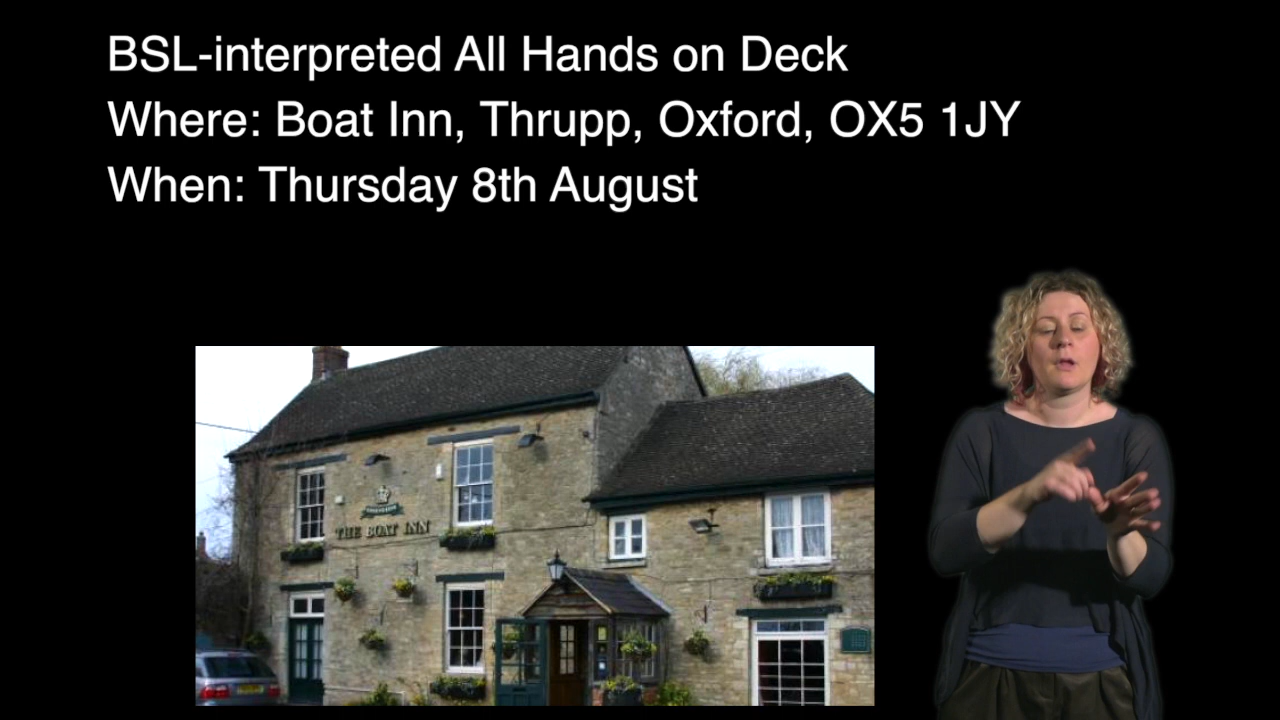 BSL-interpreted All Hands on Deck
Where: Boat Inn, Thrupp, Oxford, OX5 1JY
When: Thursday 8th August
THE BOAT INN